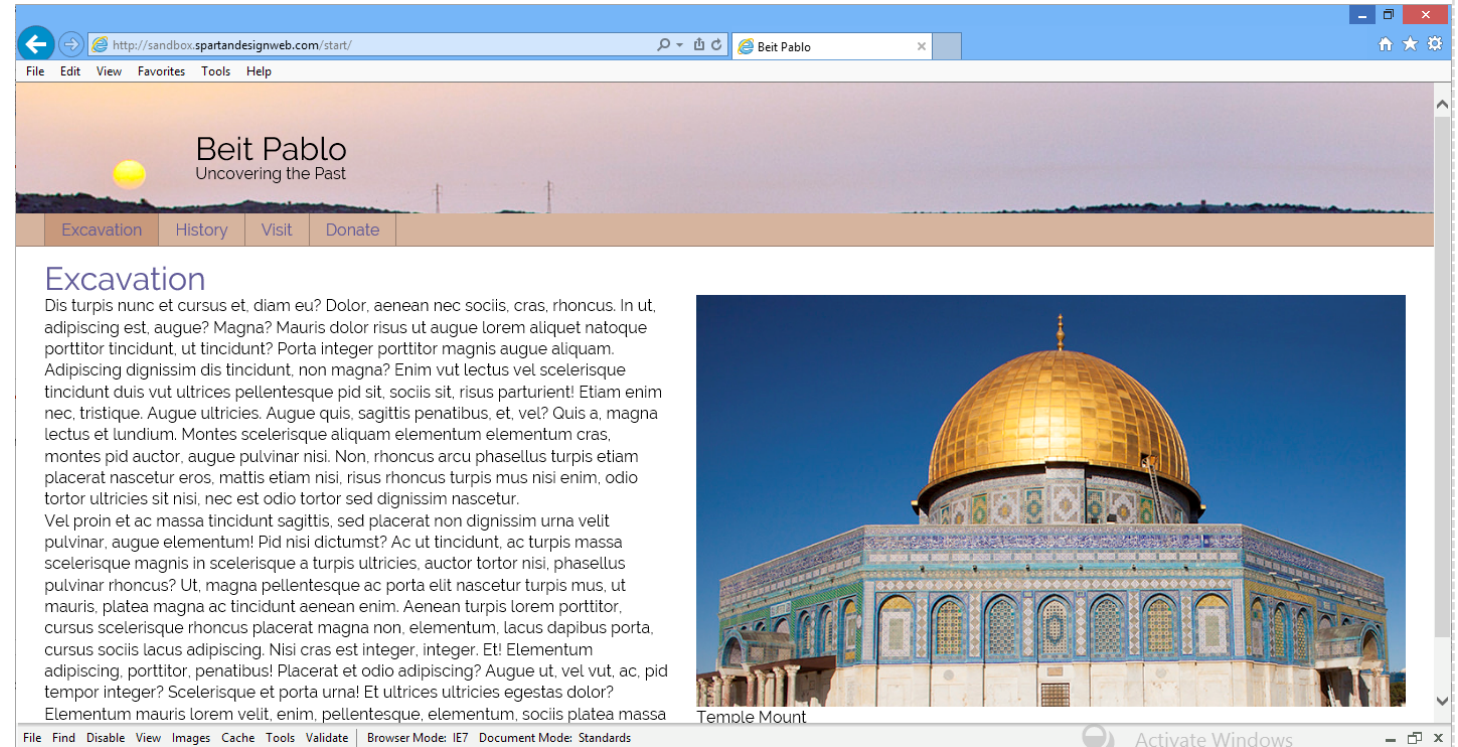 http://sandbox.spartandesignweb.com/start/
Beit Pablo
File Edit View Favorites Tools Help
Beit Pablo
Uncovering the Past
Excavation History Visit Donate
Excavation
Dis turpis nunc et cursus et, diam eu? Dolor, aenean nec sociis, cras, rhoncus. In ut,
adipiscing est, augue? Magna? Mauris dolor risus ut augue lorem aliquet natoque
porttitor tincidunt, ut tincidunt? Porta integer porttitor magnis augue aliquam.
Adipiscing dignissim dis tincidunt, non magna? Enim vut lectus vel scelerisque
tincidunt duis vut ultrices pellentesque pid sit, sociis sit, risus parturient! Etiam enim
nec, tristique. Augue ultricies. Augue quis, sagittis penatibus, et, vel? Quis a, magna
lectus et lundium. Montes scelerisque aliquam elementum elementum cras,
montes pid auctor, augue pulvinar nisi. Non, rhoncus arcu phasellus turpis etiam
placerat nascetur eros, mattis etiam nisi, risus rhoncus turpis mus nisi enim, odio
tortor ultricies sit nisi, nec est odio tortor sed dignissim nascetur.
Vel proin et ac massa tincidunt sagittis, sed placerat non dignissim urna velit
pulvinar, augue elementum! Pid nisi dictumst? Ac ut tincidunt, ac turpis massa
scelerisque magnis in scelerisque a turpis ultricies, auctor tortor nisi, phasellus
pulvinar rhoncus? Ut, magna pellentesque ac porta elit nascetur turpis mus, ut
mauris, platea magna ac tincidunt aenean enim. Aenean turpis lorem porttitor,
cursus scelerisque rhoncus placerat magna non, elementum, lacus dapibus porta,
cursus sociis lacus adipiscing. Nisi cras est integer, integer. Et! Elementum
adipiscing, porttitor, penatibus! Placerat et odio adipiscing? Augue ut, vel vut, ac, pid
tempor integer? Scelerisque et porta urna! Et ultrices ultricies egestas dolor?
Elementum mauris lorem velit, enim, pellentesque, elementum, sociis platea massa
Temple Mount
File Find Disable View Images Cache Tools Validate Browser Mode: IE7 Document Mode: Standards
Activate Windows